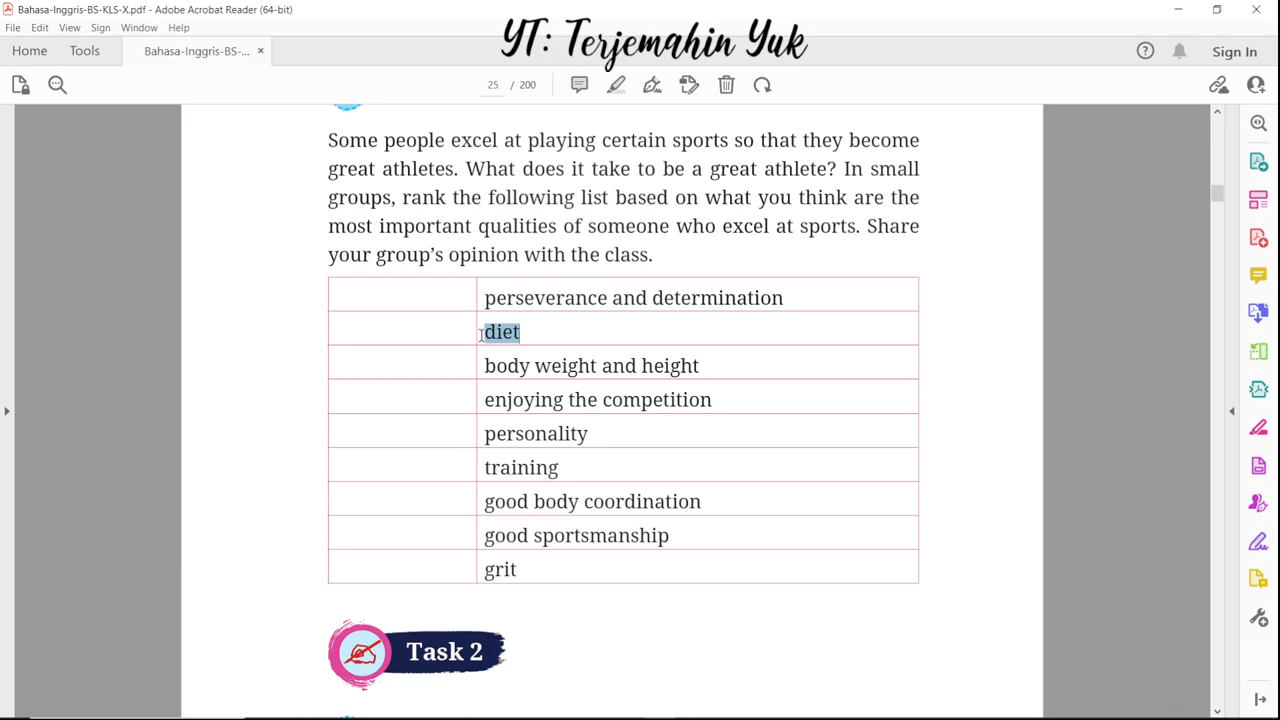 Bahasa-Inggris-BS-KLS-X.pdf - Adobe Acrobat Reader (64-bit)
File Edit View Sign Window Help
YT: Terjemahin Yuk
Home Tools Bahasa-Inggris-BS-... × Sign In
25 / 200
Some people excel at playing certain sports so that they become
great athletes. What does it take to be a great athlete? In small
groups, rank the following list based on what you think are the
most important qualities of someone who excel at sports. Share
your group’s opinion with the class.
perseverance and determination
diet
body weight and height
enjoying the competition
personality
training
good body coordination
good sportsmanship
grit
Task 2